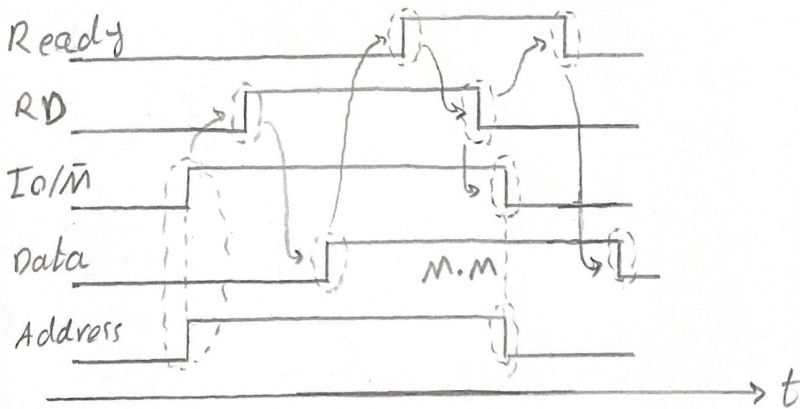 Ready
RD
IO/M̄
Data
M.M
Address
t